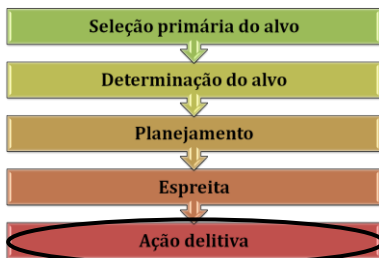 Seleção primária do alvo
Determinação do alvo
Planejamento
Espreita
Ação delitiva